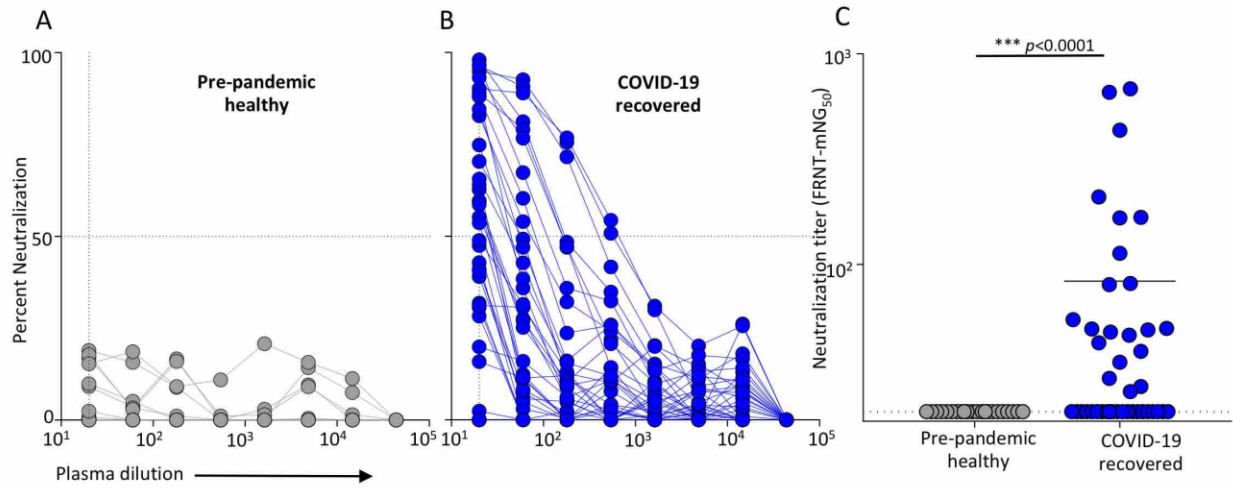 A
B
C
Pre-pandemic
healthy
COVID-19
recovered
*** p<0.0001
Percent Neutralization
100
50
0
10¹ 10² 10³ 10⁴ 10⁵
10² 10³ 10⁴ 10⁵
Plasma dilution
Neutralization titer (FRNT-mNG₅₀)
10³
10²
Pre-pandemic
healthy
COVID-19
recovered